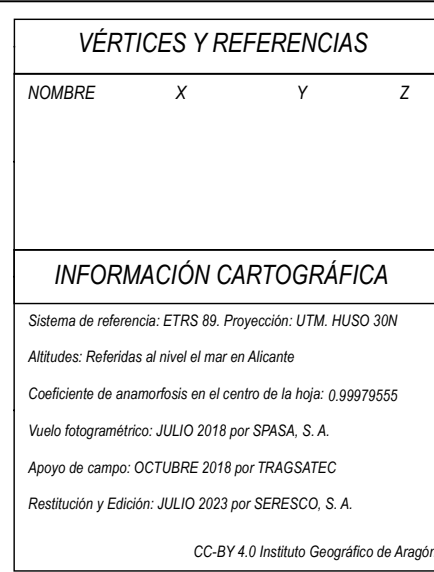 VÉRTICES Y REFERENCIAS
NOMBRE X Y Z
INFORMACIÓN CARTOGRÁFICA
Sistema de referencia: ETRS 89. Proyección: UTM. HUSO 30N
Altitudes: Referidas al nivel el mar en Alicante
Coeficiente de anamorfosis en el centro de la hoja: 0.99979555
Vuelo fotogramétrico: JULIO 2018 por SPASA, S. A.
Apoyo de campo: OCTUBRE 2018 por TRAGSATEC
Restitución y Edición: JULIO 2023 por SERESCO, S. A.
CC-BY 4.0 Instituto Geográfico de Aragón